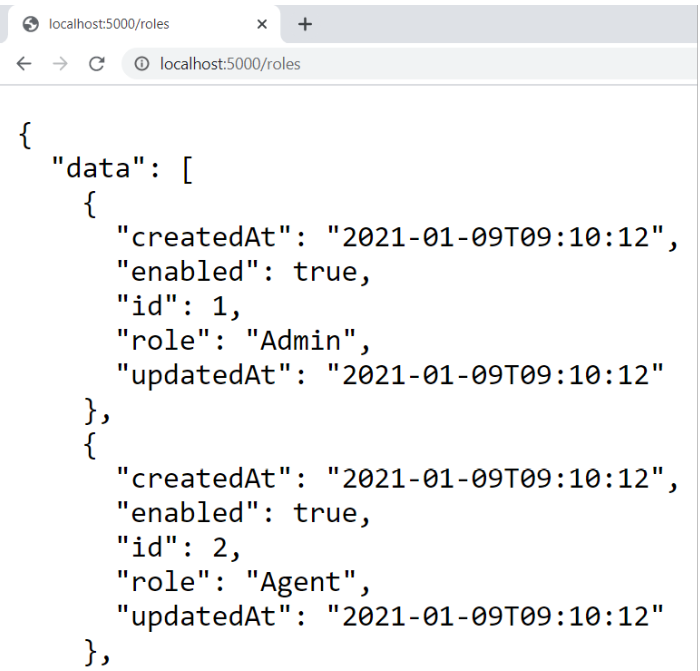 localhost:5000/roles
localhost:5000/roles
{
"data": [
{
"createdAt": "2021-01-09T09:10:12",
"enabled": true,
"id": 1,
"role": "Admin",
"updatedAt": "2021-01-09T09:10:12"
},
{
"createdAt": "2021-01-09T09:10:12",
"enabled": true,
"id": 2,
"role": "Agent",
"updatedAt": "2021-01-09T09:10:12"
},